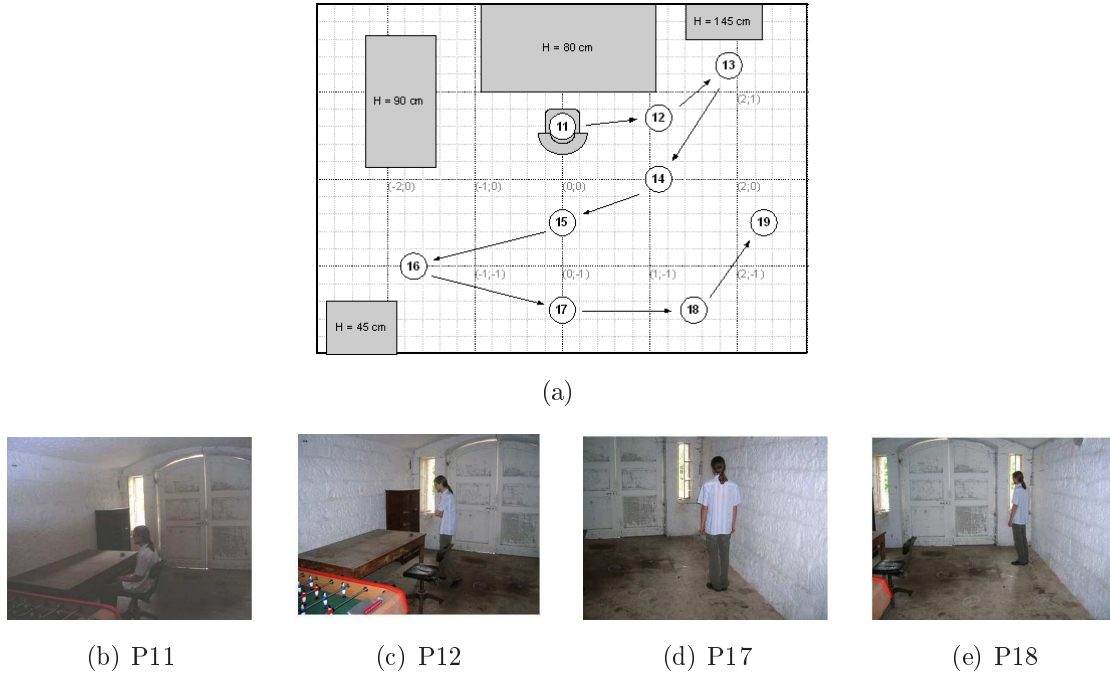 H = 145 cm
H = 80 cm
13
H = 90 cm
(2;1)
11
12
14
(-2;0)
(-1;0)
(0;0)
(2;0)
15
19
16
(-1;-1)
(0;-1)
(1;-1)
(2;-1)
17
18
H = 45 cm
(a)
(b) P11
(c) P12
(d) P17
(e) P18